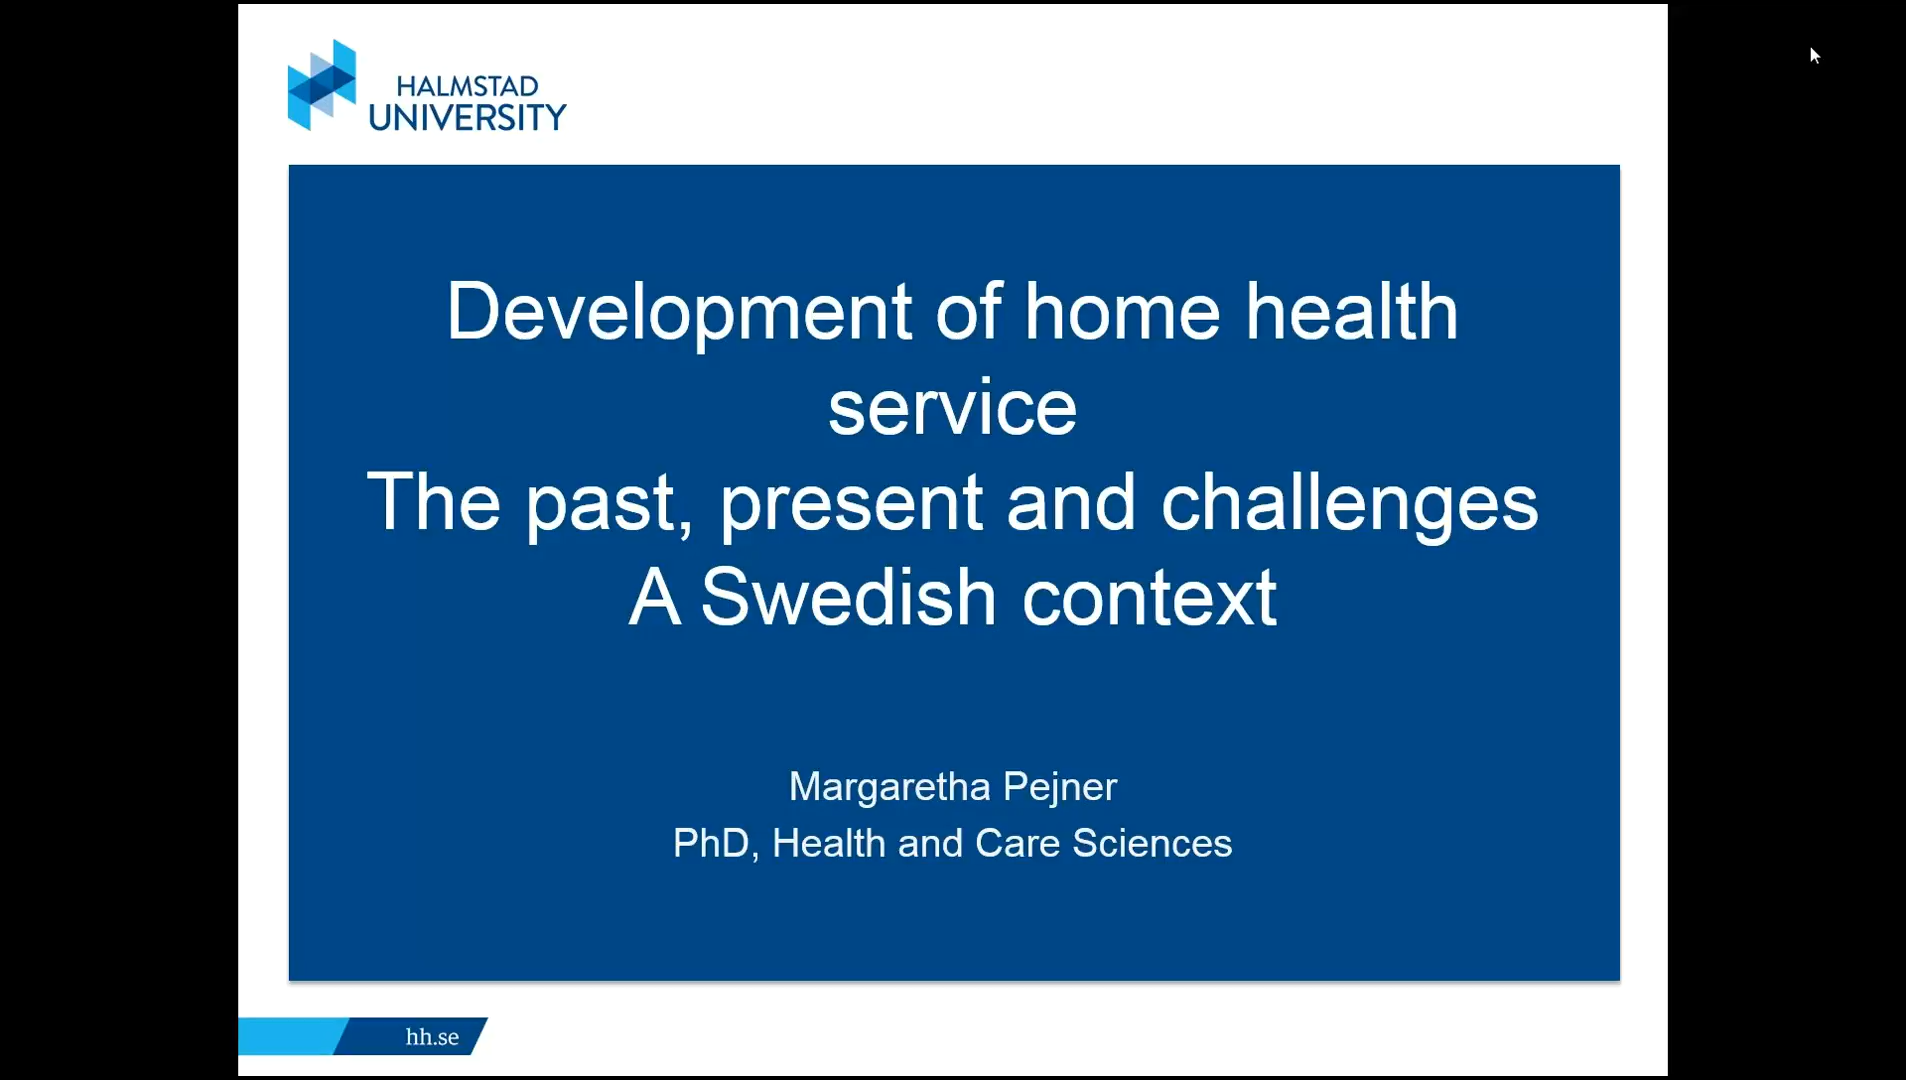 HALMSTAD
UNIVERSITY
Development of home health
service
The past, present and challenges
A Swedish context
Margaretha Pejner
PhD, Health and Care Sciences
hh.se